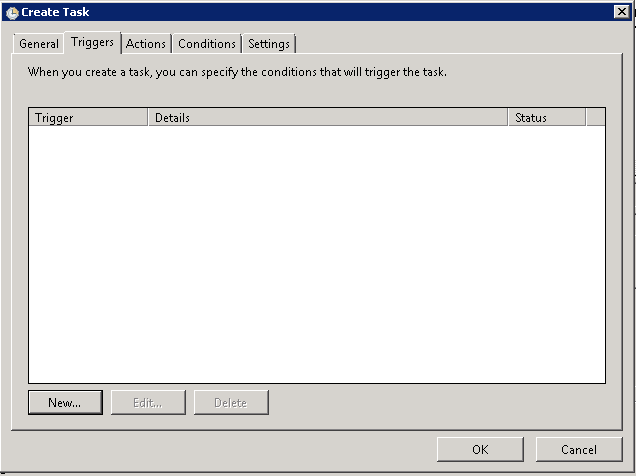 Create Task
General Triggers Actions Conditions Settings
When you create a task, you can specify the conditions that will trigger the task.
Trigger Details Status
New... Edit... Delete
OK Cancel